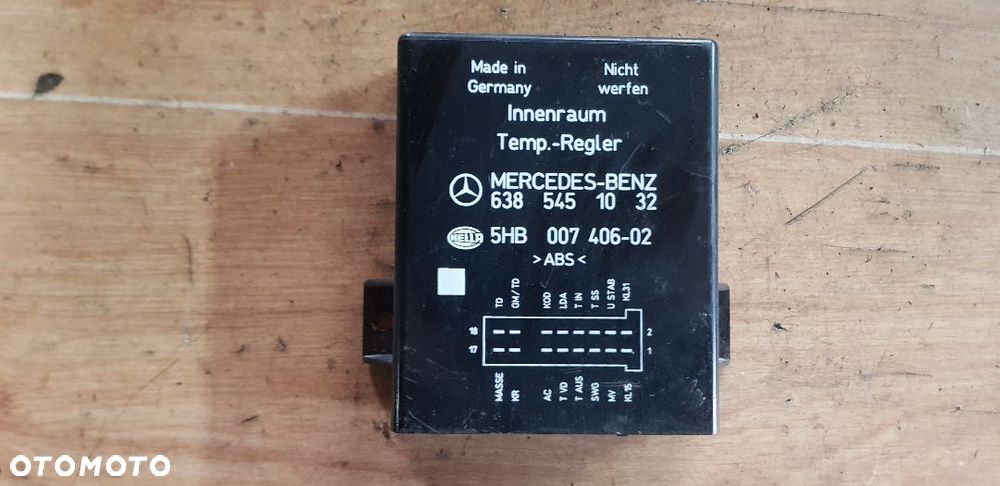 Made in Nicht
Germany werfen
Innenraum
Temp.-Regler
MERCEDES-BENZ
638 545 10 32
HELLA 5HB 007 406-02
>ABS<
TD GM/TD KOD LDA T IN T SS U STAB KL31
18 2
17 1
MASSE KR AC T VD T AUS SWG MV KL15
OTOMOTO